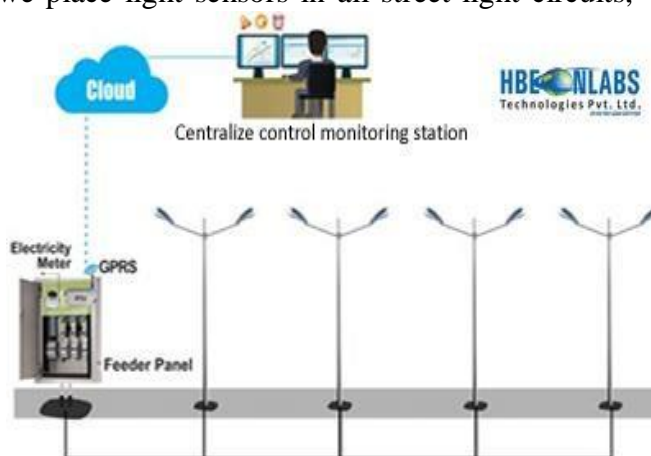 we place light sensors in all street light circuits,
Cloud
HBEONLABS
Technologies Pvt. Ltd.
Centralize control monitoring station
Electricity
Meter
GPRS
Feeder Panel